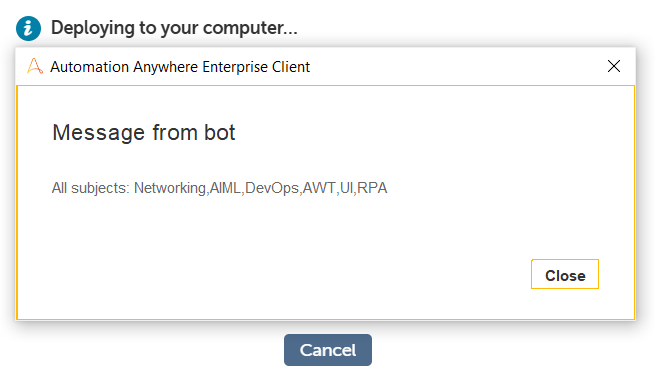 Deploying to your computer...
Automation Anywhere Enterprise Client
Message from bot
All subjects: Networking,AIML,DevOps,AWT,UI,RPA
Close
Cancel